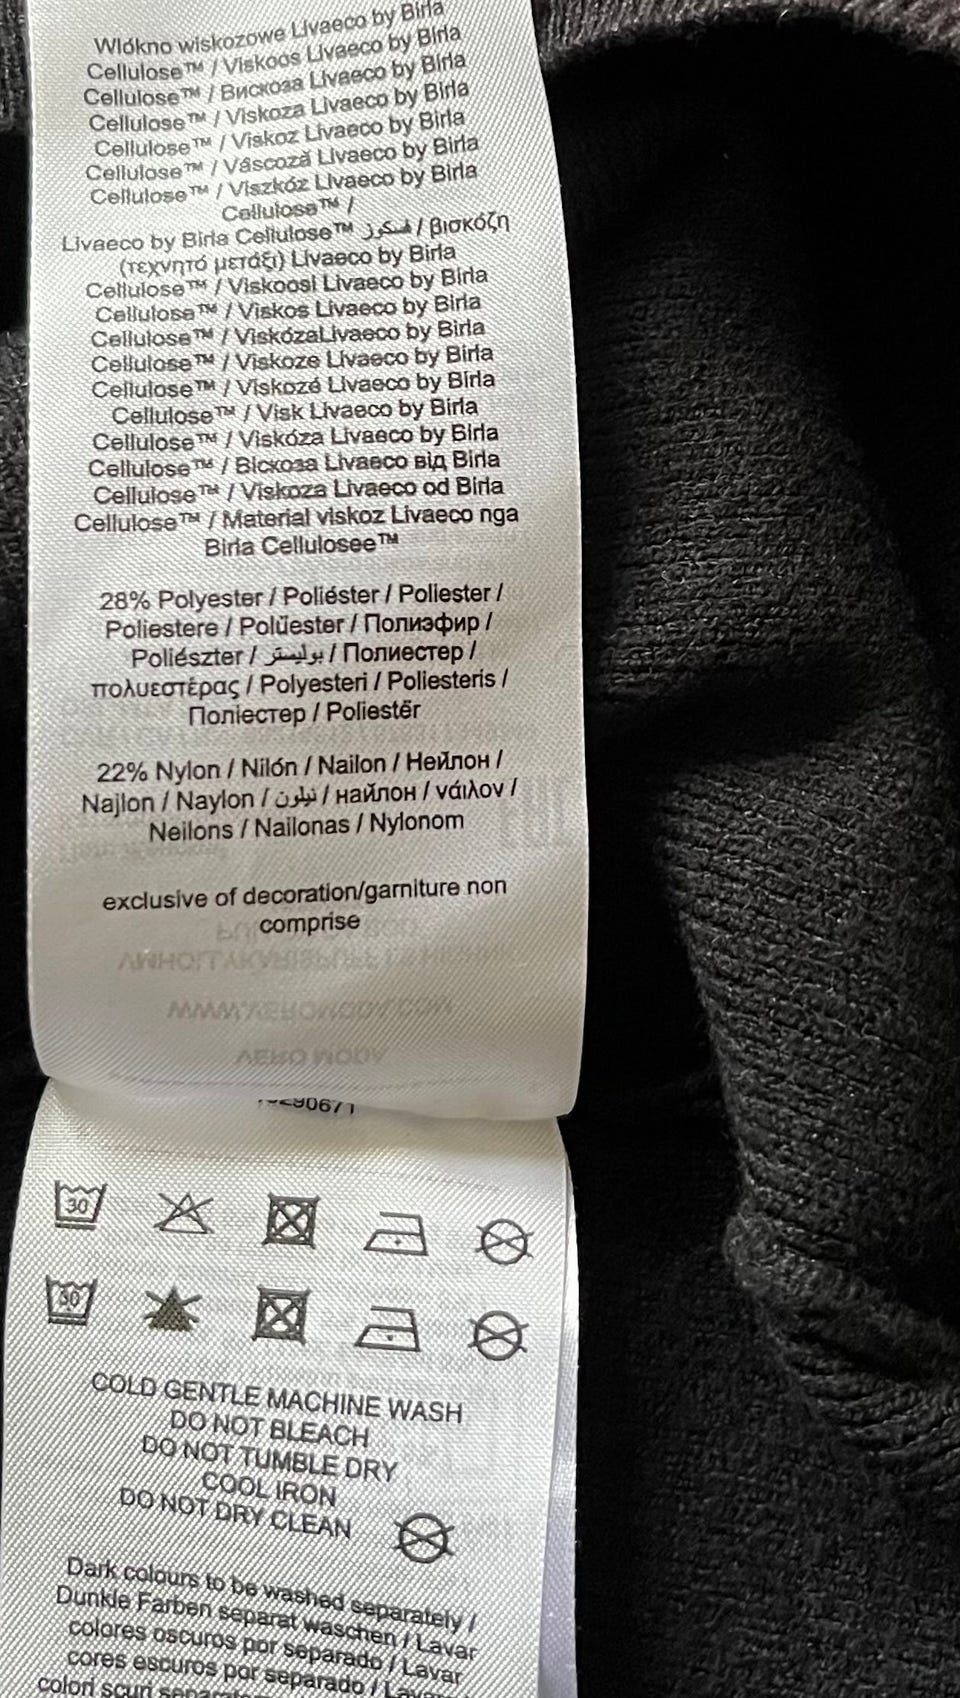 Włókno wiskozowe Livaeco by Birla
Cellulose™ / Viskoos Livaeco by Birla
Cellulose™ / Вискоза Livaeco by Birla
Cellulose™ / Viskoza Livaeco by Birla
Cellulose™ / Viskoz Livaeco by Birla
Cellulose™ / Vâscoză Livaeco by Birla
Cellulose™ / Viszkóz Livaeco by Birla
Cellulose™ /
Livaeco by Birla Cellulose™ فسكوز / βισκόζη
(τεχνητό μετάξι) Livaeco by Birla
Cellulose™ / Viskoosi Livaeco by Birla
Cellulose™ / Viskos Livaeco by Birla
Cellulose™ / ViskózaLivaeco by Birla
Cellulose™ / Viskoze Livaeco by Birla
Cellulose™ / Viskozé Livaeco by Birla
Cellulose™ / Visk Livaeco by Birla
Cellulose™ / Viskóza Livaeco by Birla
Cellulose™ / Віскоза Livaeco від Birla
Cellulose™ / Viskoza Livaeco od Birla
Cellulose™ / Material viskoz Livaeco nga
Birla Cellulosee™
28% Polyester / Poliéster / Poliester /
Poliestere / Polűester / Полиэфир /
Poliészter / بوليستر / Полиестер /
πολυεστέρας / Polyesteri / Poliesteris /
Поліестер / Poliestër
22% Nylon / Nilón / Nailon / Нейлон /
Najlon / Naylon / نيلون / найлон / νάιλον /
Neilons / Nailonas / Nylonom
exclusive of decoration/garniture non
comprise
30
30
COLD GENTLE MACHINE WASH
DO NOT BLEACH
DO NOT TUMBLE DRY
COOL IRON
DO NOT DRY CLEAN
Dark colours to be washed separately /
Dunkle Farben separat waschen / Lavar
colores oscuros por separado / Lavar
cores escuros por separado /
colori scuri